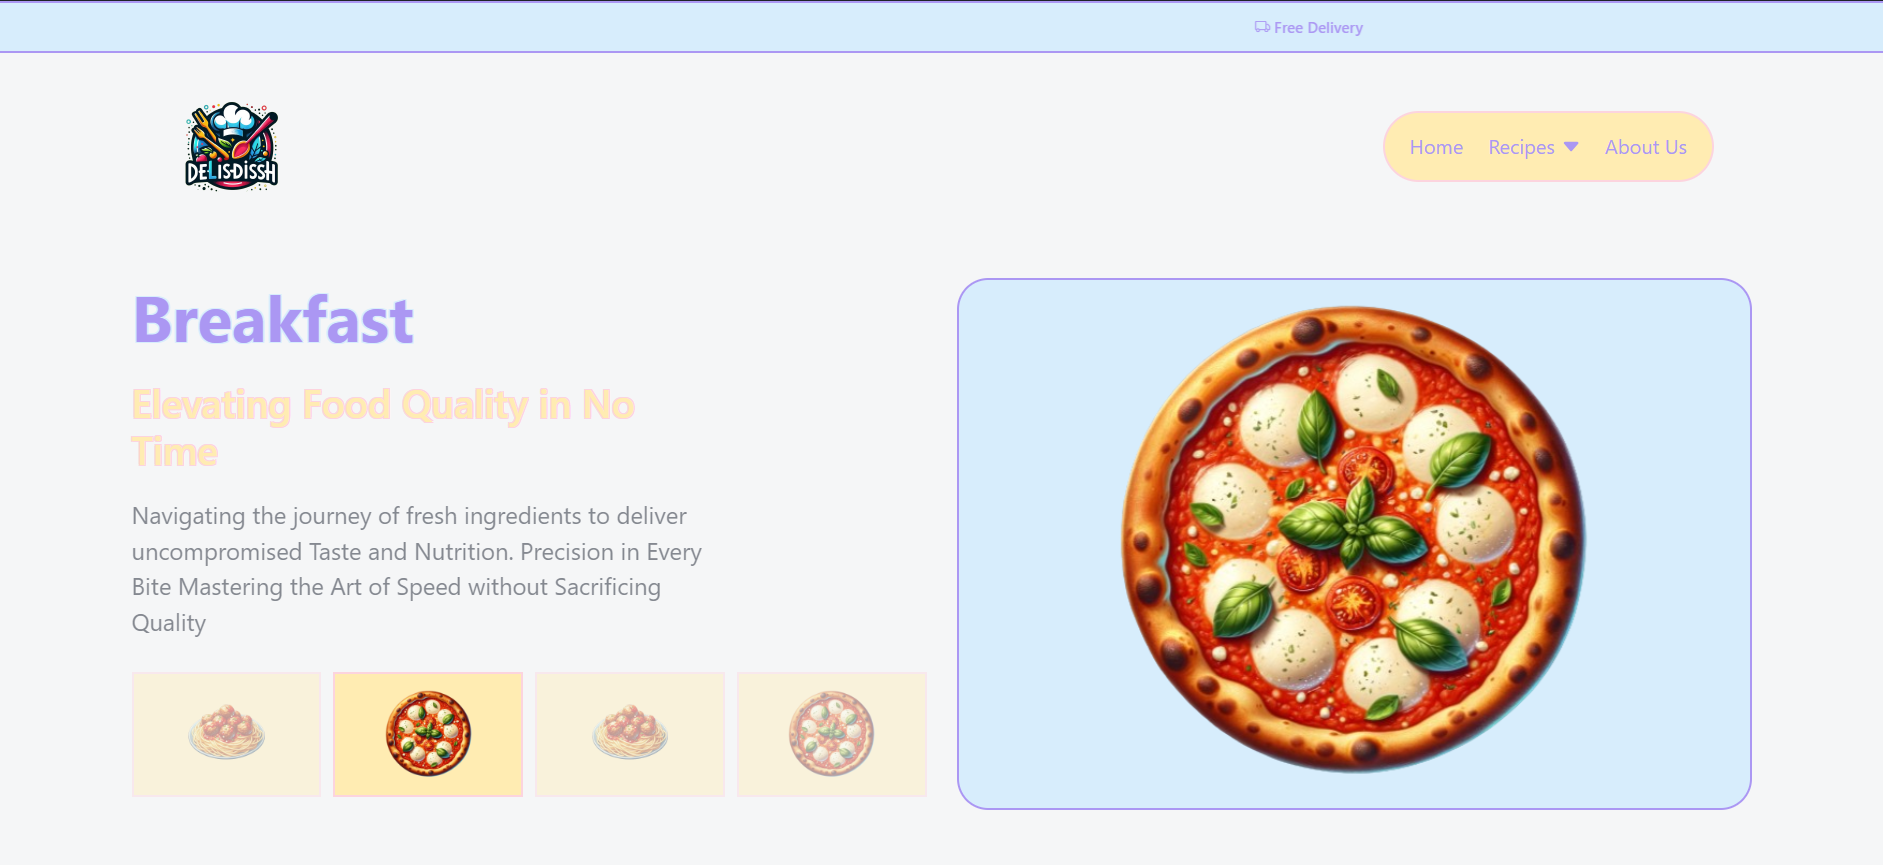 Free Delivery
DELISDISSH
Home Recipes About Us
Breakfast
Elevating Food Quality in No
Time
Navigating the journey of fresh ingredients to deliver
uncompromised Taste and Nutrition. Precision in Every
Bite Mastering the Art of Speed without Sacrificing
Quality